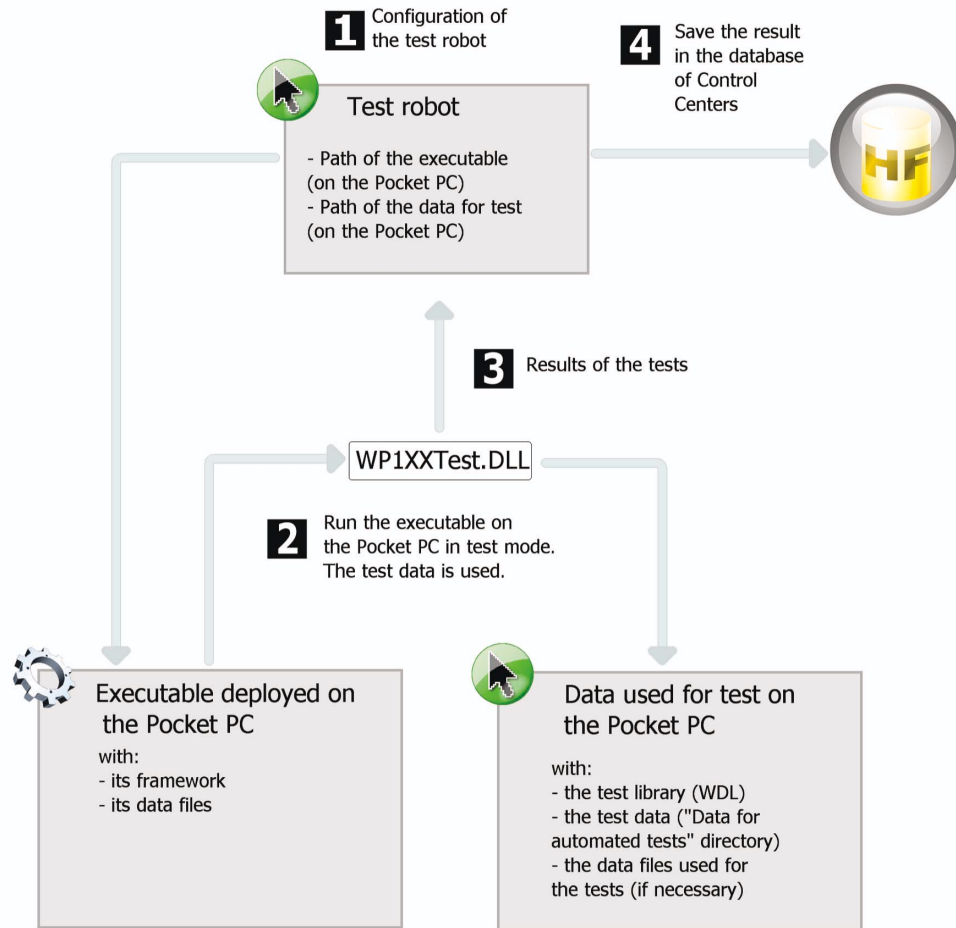 1
Configuration of
the test robot
4
Save the result
in the database
of Control
Centers
HF
Test robot
- Path of the executable
(on the Pocket PC)
- Path of the data for test
(on the Pocket PC)
3
Results of the tests
WP1XXTest.DLL
2
Run the executable on
the Pocket PC in test mode.
The test data is used.
Executable deployed on
the Pocket PC
with:
- its framework
- its data files
Data used for test on
the Pocket PC
with:
- the test library (WDL)
- the test data ("Data for
automated tests" directory)
- the data files used for
the tests (if necessary)